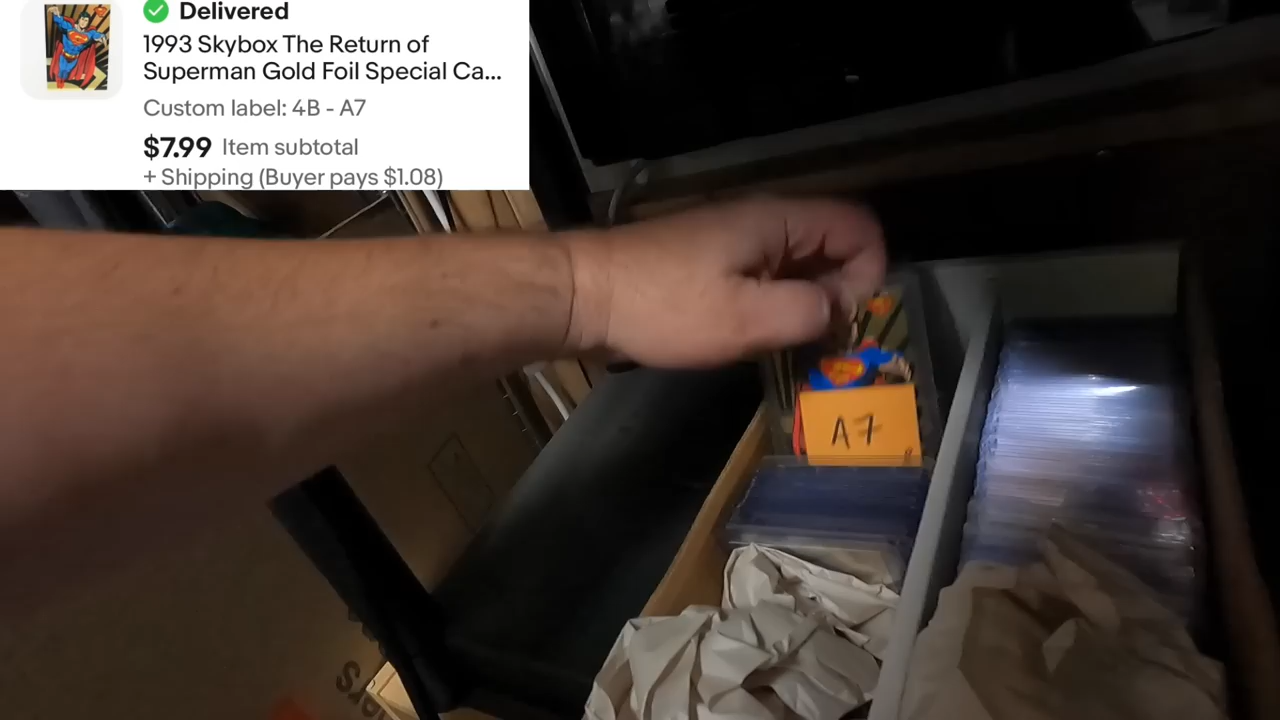 Delivered
1993 Skybox The Return of
Superman Gold Foil Special Ca...
Custom label: 4B - A7
$7.99 Item subtotal
+ Shipping (Buyer pays $1.08)
A7